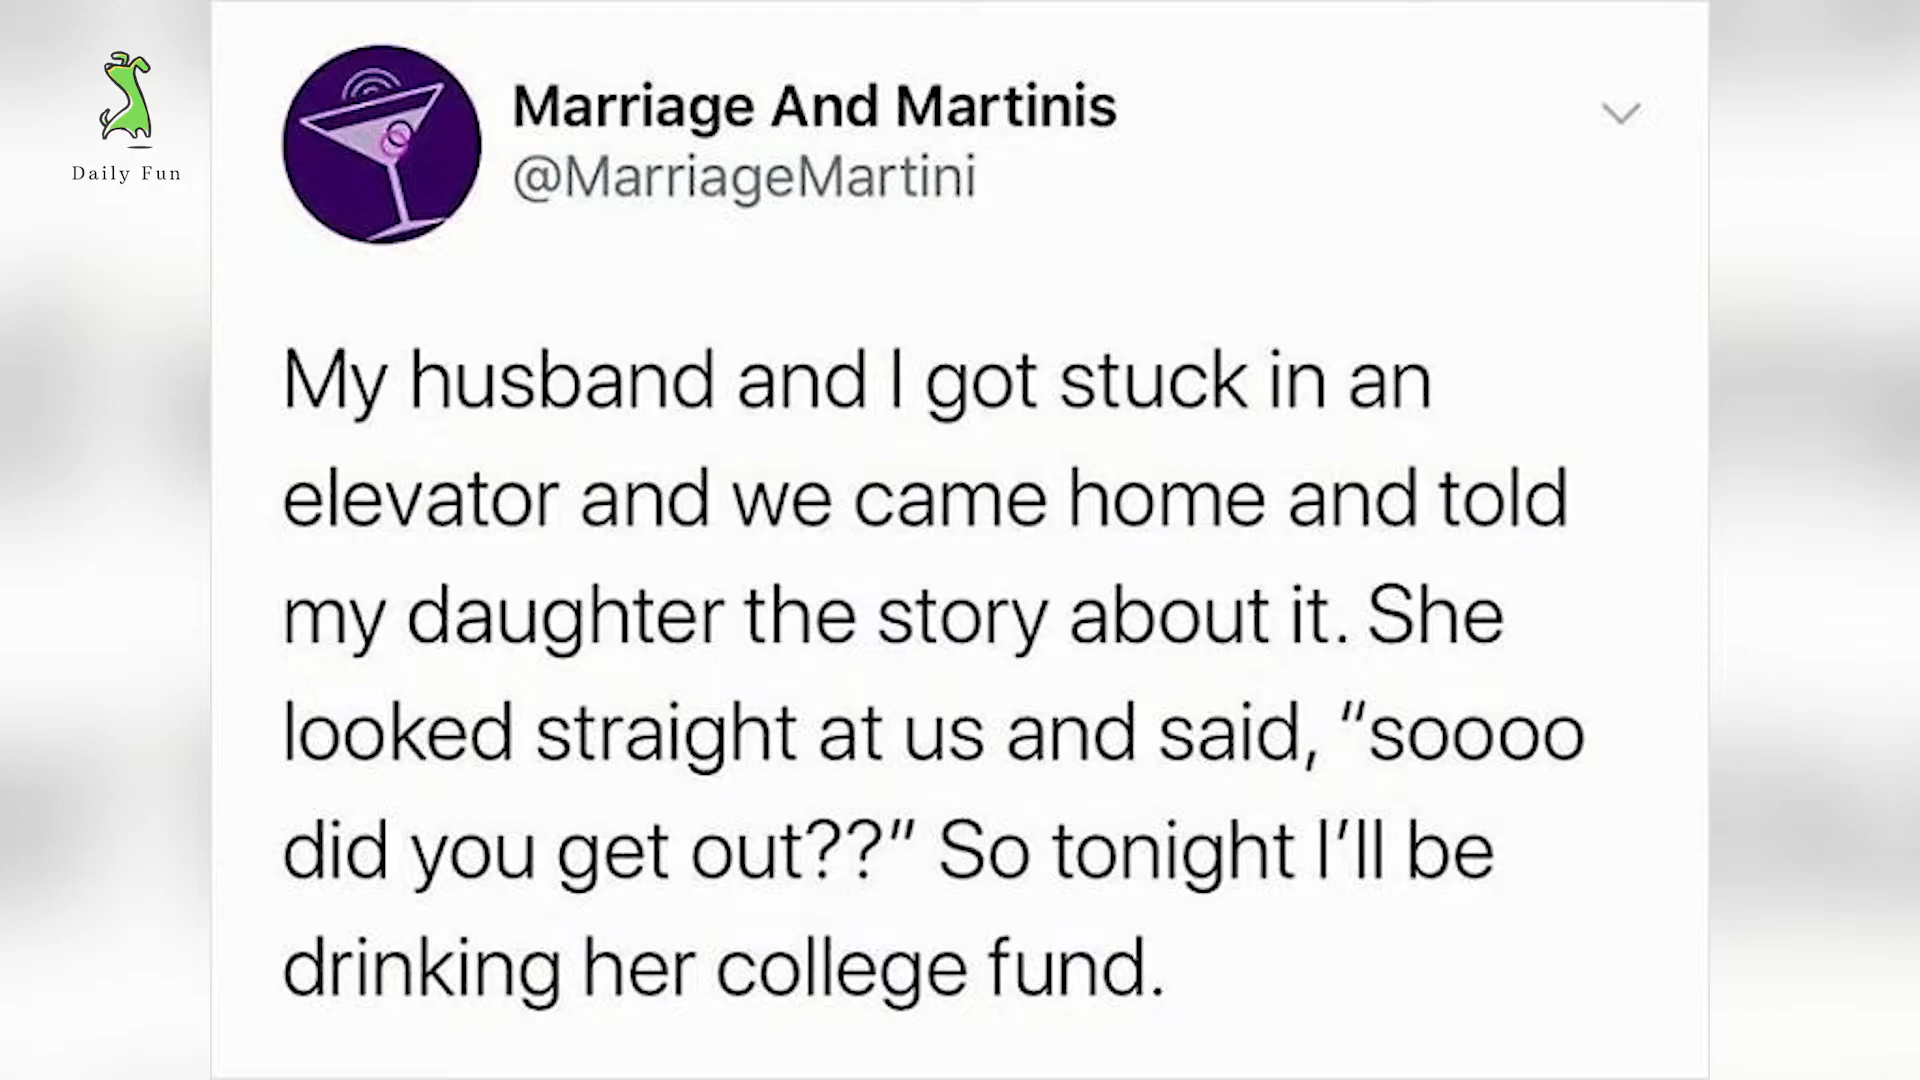 Daily Fun
Marriage And Martinis
@MarriageMartini
My husband and I got stuck in an
elevator and we came home and told
my daughter the story about it. She
looked straight at us and said, "soooo
did you get out??" So tonight I'll be
drinking her college fund.